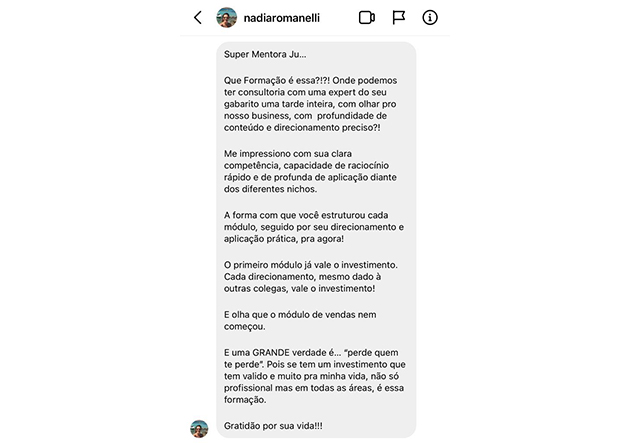 nadiaromanelli
Super Mentora Ju...
Que Formação é essa?!?! Onde podemos
ter consultoria com uma expert do seu
gabarito uma tarde inteira, com olhar pro
nosso business, com  profundidade de
conteúdo e direcionamento preciso?!
Me impressiono com sua clara
competência, capacidade de raciocínio
rápido e de profunda de aplicação diante
dos diferentes nichos.
A forma com que você estruturou cada
módulo, seguido por seu direcionamento e
aplicação prática, pra agora!
O primeiro módulo já vale o investimento.
Cada direcionamento, mesmo dado à
outras colegas, vale o investimento!
E olha que o módulo de vendas nem
começou.
E uma GRANDE verdade é... “perde quem
te perde”. Pois se tem um investimento que
tem valido e muito pra minha vida, não só
profissional mas em todas as áreas, é essa
formação.
Gratidão por sua vida!!!